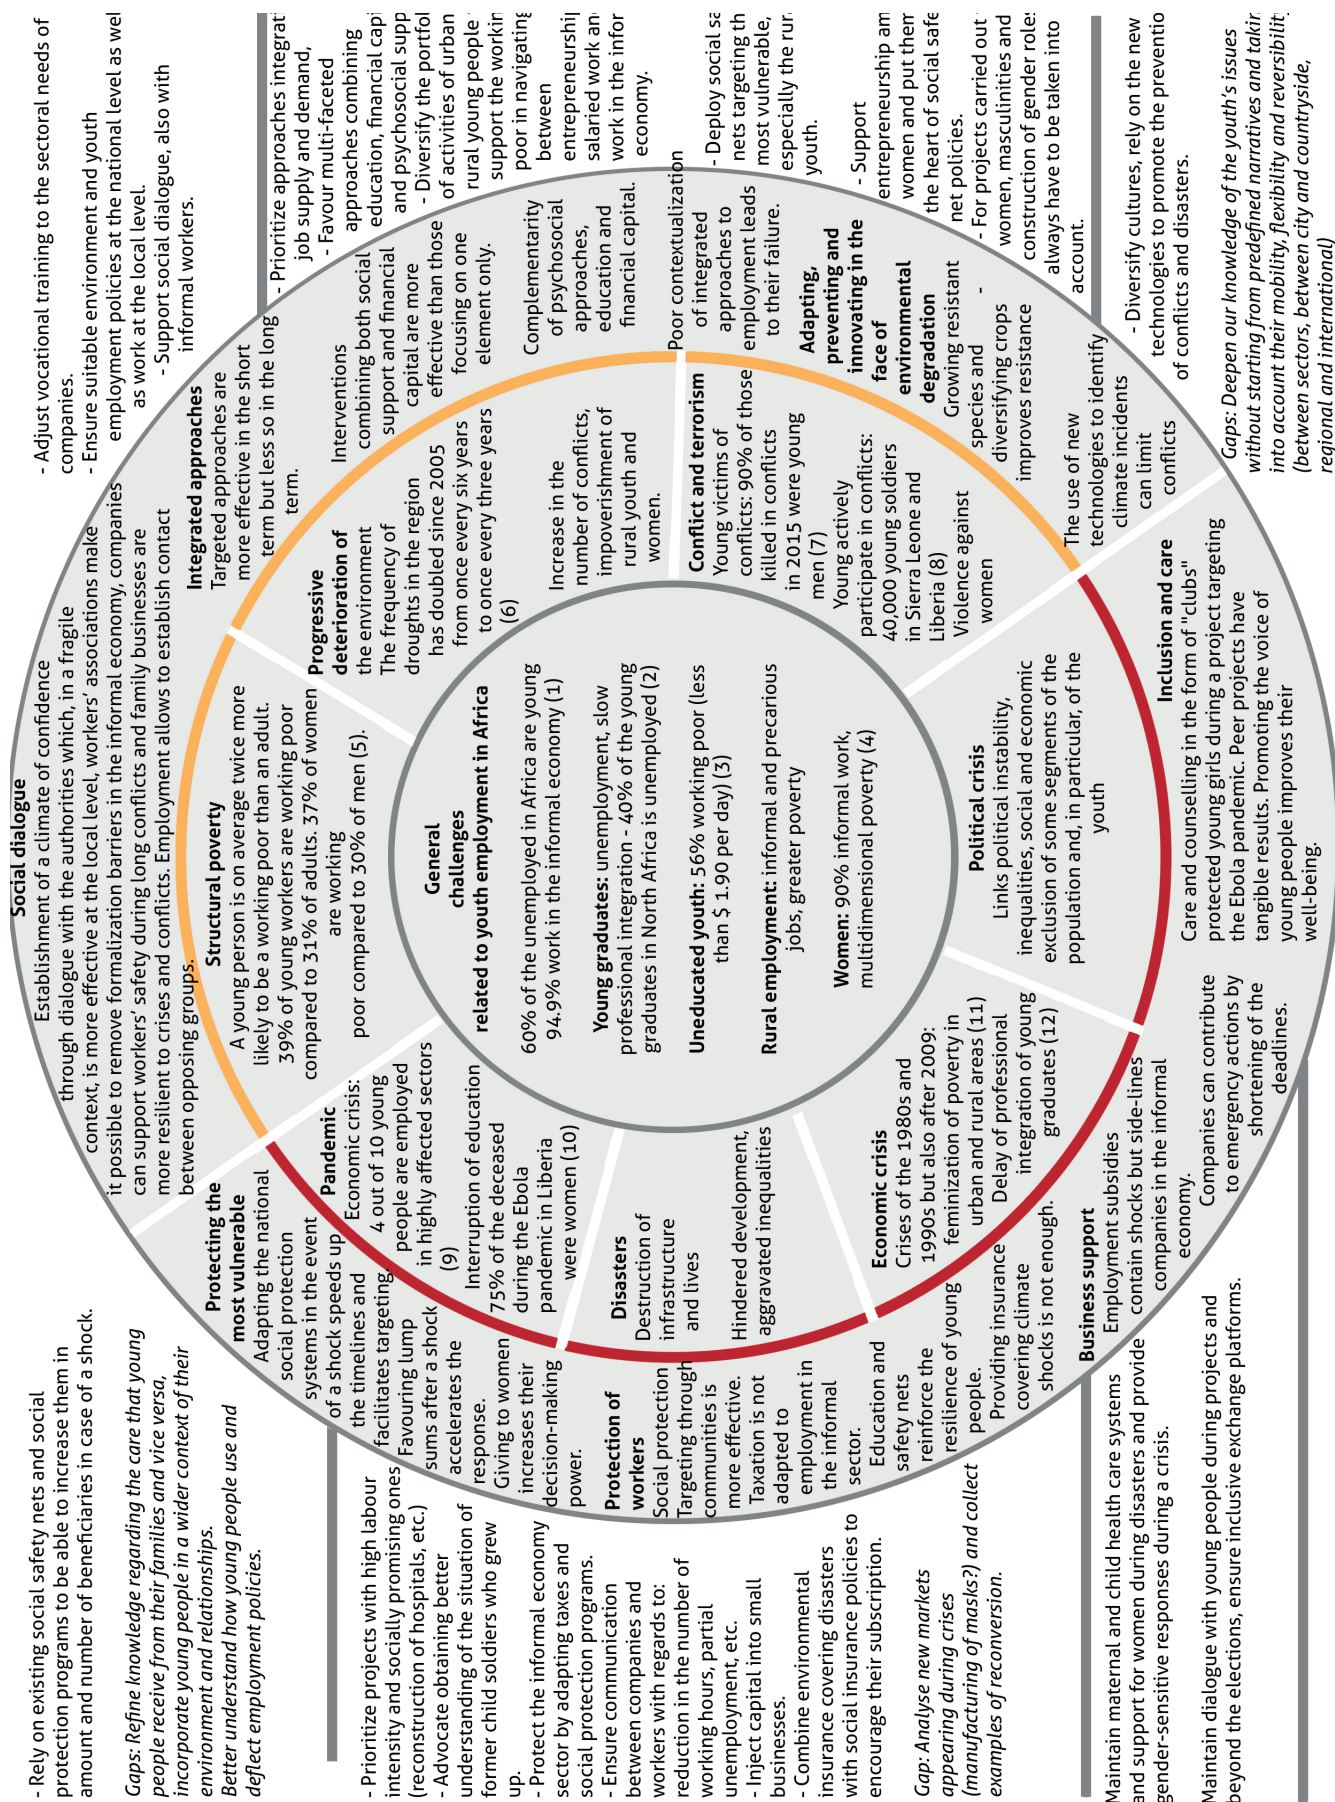 - Rely on existing social safety nets and social
protection programs to be able to increase them in
amount and number of beneficiaries in case of a shock.
Gaps: Refine knowledge regarding the care that young
people receive from their families and vice versa,
incorporate young people in a wider context of their
environment and relationships.
Better understand how young people use and
deflect employment policies.
- Prioritize projects with high labour
intensity and socially promising ones
(reconstruction of hospitals, etc.)
- Advocate obtaining better
understanding of the situation of
former child soldiers who grew
up.
- Protect the informal economy
sector by adapting taxes and
social protection programs.
- Ensure communication
between companies and
workers with regards to:
reduction in the number of
working hours, partial
unemployment, etc.
- Inject capital into small
businesses.
- Combine environmental
insurance covering disasters
with social insurance policies to
encourage their subscription.
Gap: Analyse new markets
appearing during crises
(manufacturing of masks?) and collect
examples of reconversion.
Maintain maternal and child health care systems
and support for women during disasters and provide
gender-sensitive responses during a crisis.
Maintain dialogue with young people during projects and
beyond the elections, ensure inclusive exchange platforms.
Social dialogue
Establishment of a climate of confidence
through dialogue with the authorities which, in a fragile
context, is more effective at the local level, workers' associations make
it possible to remove formalization barriers in the informal economy, companies
can support workers' safety during long conflicts and family businesses are
more resilient to crises and conflicts. Employment allows to establish contact
between opposing groups.
Protecting the
most vulnerable
Adapting the national
social protection
systems in the event
of a shock speeds up
the timelines and
facilitates targeting.
Favouring lump
sums after a shock
accelerates the
response.
Giving to women
increases their
decision-making
power.
Protection of
workers
Social protection
Targeting through
communities is
more effective.
Taxation is not
adapted to
employment in
the informal
sector.
Education and
safety nets
reinforce the
resilience of young
people.
Providing insurance
covering climate
shocks is not enough.
Business support
Employment subsidies
contain shocks but side-lines
companies in the informal
economy.
Companies can contribute
to emergency actions by
shortening of the
deadlines.
Structural poverty
A young person is on average twice more
likely to be a working poor than an adult.
39% of young workers are working poor
compared to 31% of adults. 37% of women
are working
poor compared to 30% of men (5).
Pandemic
Economic crisis:
4 out of 10 young
people are employed
in highly affected sectors
(9)
Interruption of education
75% of the deceased
during the Ebola
pandemic in Liberia
were women (10)
Disasters
Destruction of
infrastructure
and lives
Hindered development,
aggravated inequalities
Economic crisis
Crises of the 1980s and
1990s but also after 2009:
feminization of poverty in
urban and rural areas (11)
Delay of professional
integration of young
graduates (12)
General
challenges
related to youth employment in Africa
60% of the unemployed in Africa are young
94.9% work in the informal economy (1)
Young graduates: unemployment, slow
professional integration - 40% of the young
graduates in North Africa is unemployed (2)
Uneducated youth: 56% working poor (less
than $ 1.90 per day) (3)
Rural employment: informal and precarious
jobs, greater poverty
Women: 90% informal work,
multidimensional poverty (4)
Political crisis
Links political instability,
inequalities, social and economic
exclusion of some segments of the
population and, in particular, of the
youth
Inclusion and care
Care and counselling in the form of "clubs"
protected young girls during a project targeting
the Ebola pandemic. Peer projects have
tangible results. Promoting the voice of
young people improves their
well-being.
Progressive
deterioration of
the environment
The frequency of
droughts in the region
has doubled since 2005
from once every six years
to once every three years
(6)
Increase in the
number of conflicts,
impoverishment of
rural youth and
women.
Conflict and terrorism
Young victims of
conflicts: 90% of those
killed in conflicts
in 2015 were young
men (7)
Young actively
participate in conflicts:
40,000 young soldiers
in Sierra Leone and
Liberia (8)
Violence against
women
Integrated approaches
Targeted approaches are
more effective in the short
term but less so in the long
term.
Interventions
combining both social
support and financial
capital are more
effective than those
focusing on one
element only.
Complementarity
of psychosocial
approaches,
education and
financial capital.
Poor contextualization
of integrated
approaches to
employment leads
to their failure.
Adapting,
preventing and
innovating in the
face of
environmental
degradation
Growing resistant
species and -
diversifying crops
improves resistance
The use of new
technologies to identify
climate incidents
can limit
conflicts
- Adjust vocational training to the sectoral needs of
companies.
- Ensure suitable environment and youth
employment policies at the national level as wel
as work at the local level.
- Support social dialogue, also with
informal workers.
- Prioritize approaches integrat
job supply and demand,
- Favour multi-faceted
approaches combining
education, financial capi
and psychosocial supp
- Diversify the portfol
of activities of urban
rural young people
support the workin
poor in navigating
between
entrepreneurshi
salaried work an
work in the infor
economy.
- Deploy social sa
nets targeting th
most vulnerable,
especially the rur
youth.
- Support
entrepreneurship am
women and put them
the heart of social safe
net policies.
- For projects carried out
women, masculinities and
construction of gender role
always have to be taken into
account.
- Diversify cultures, rely on the new
technologies to promote the preventio
of conflicts and disasters.
Gaps: Deepen our knowledge of the youth's issues
without starting from predefined narratives and takin
into account their mobility, flexibility and reversibilit
(between sectors, between city and countryside,
regional and international)